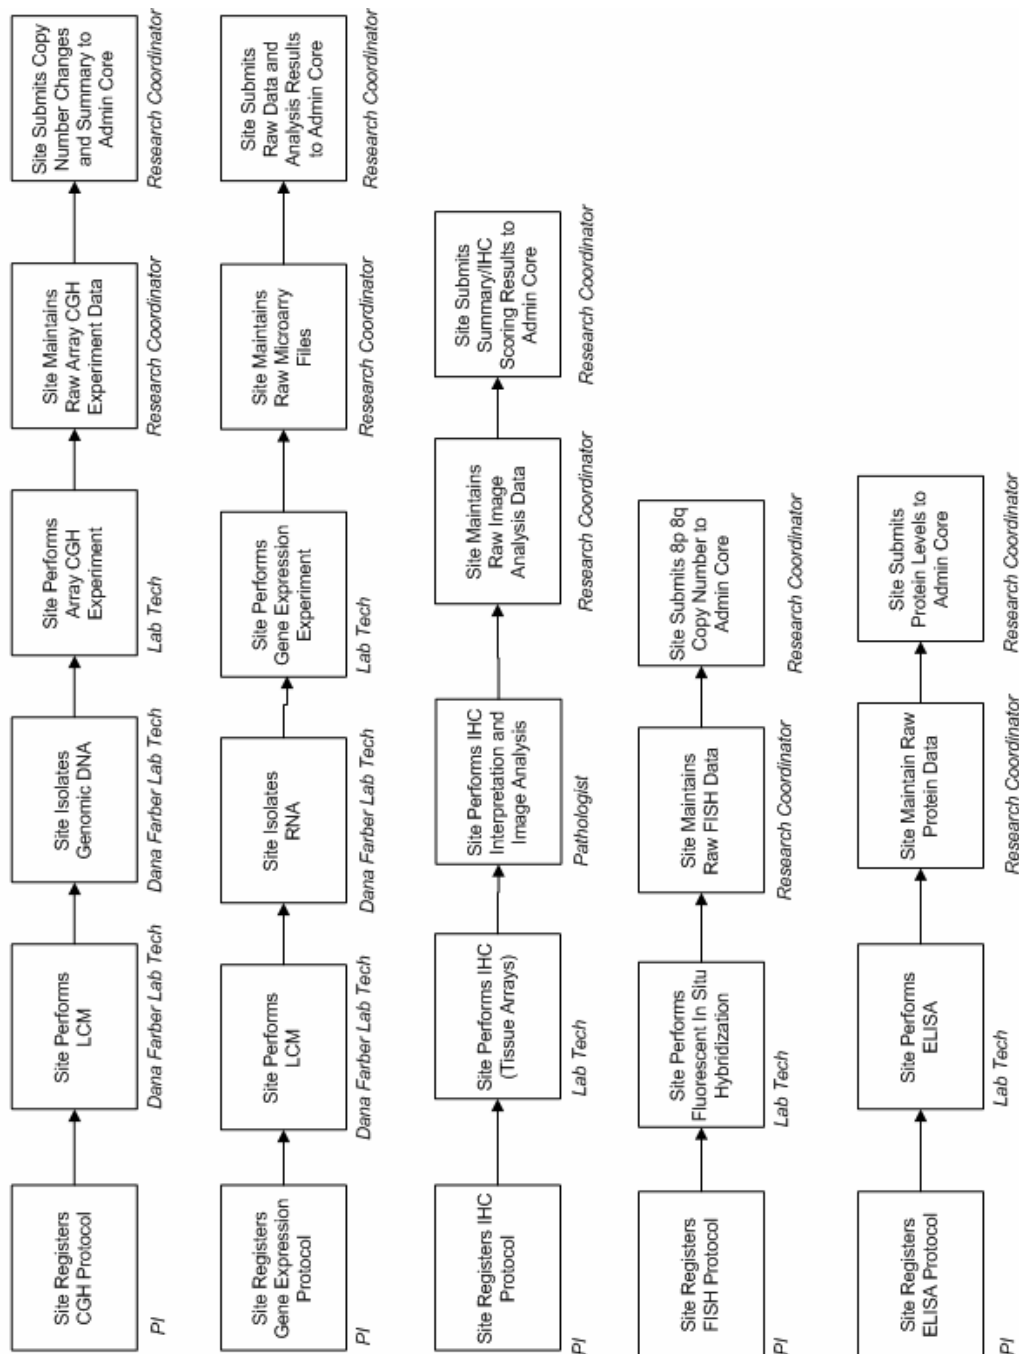 Site Registers
CGH Protocol
PI
Site Performs
LCM
Dana Farber Lab Tech
Site Isolates
Genomic DNA
Dana Farber Lab Tech
Site Performs
Array CGH
Experiment
Lab Tech
Site Maintains
Raw Array CGH
Experiment Data
Research Coordinator
Site Submits Copy
Number Changes
and Summary to
Admin Core
Research Coordinator
Site Registers
Gene Expression
Protocol
PI
Site Performs
LCM
Dana Farber Lab Tech
Site Isolates
RNA
Dana Farber Lab Tech
Site Performs
Gene Expression
Experiment
Lab Tech
Site Maintains
Raw Microarry
Files
Research Coordinator
Site Submits
Raw Data and
Analysis Results
to Admin Core
Research Coordinator
Site Registers IHC
Protocol
PI
Site Performs IHC
(Tissue Arrays)
Lab Tech
Site Performs IHC
Interpretation and
Image Analysis
Pathologist
Site Maintains
Raw Image
Analysis Data
Research Coordinator
Site Submits
Summary/IHC
Scoring Results to
Admin Core
Research Coordinator
Site Registers
FISH Protocol
PI
Site Performs
Fluorescent In Situ
Hybridization
Lab Tech
Site Maintains
Raw FISH Data
Research Coordinator
Site Submits 8p 8q
Copy Number to
Admin Core
Research Coordinator
Site Registers
ELISA Protocol
PI
Site Performs
ELISA
Lab Tech
Site Maintain Raw
Protein Data
Research Coordinator
Site Submits
Protein Levels to
Admin Core
Research Coordinator